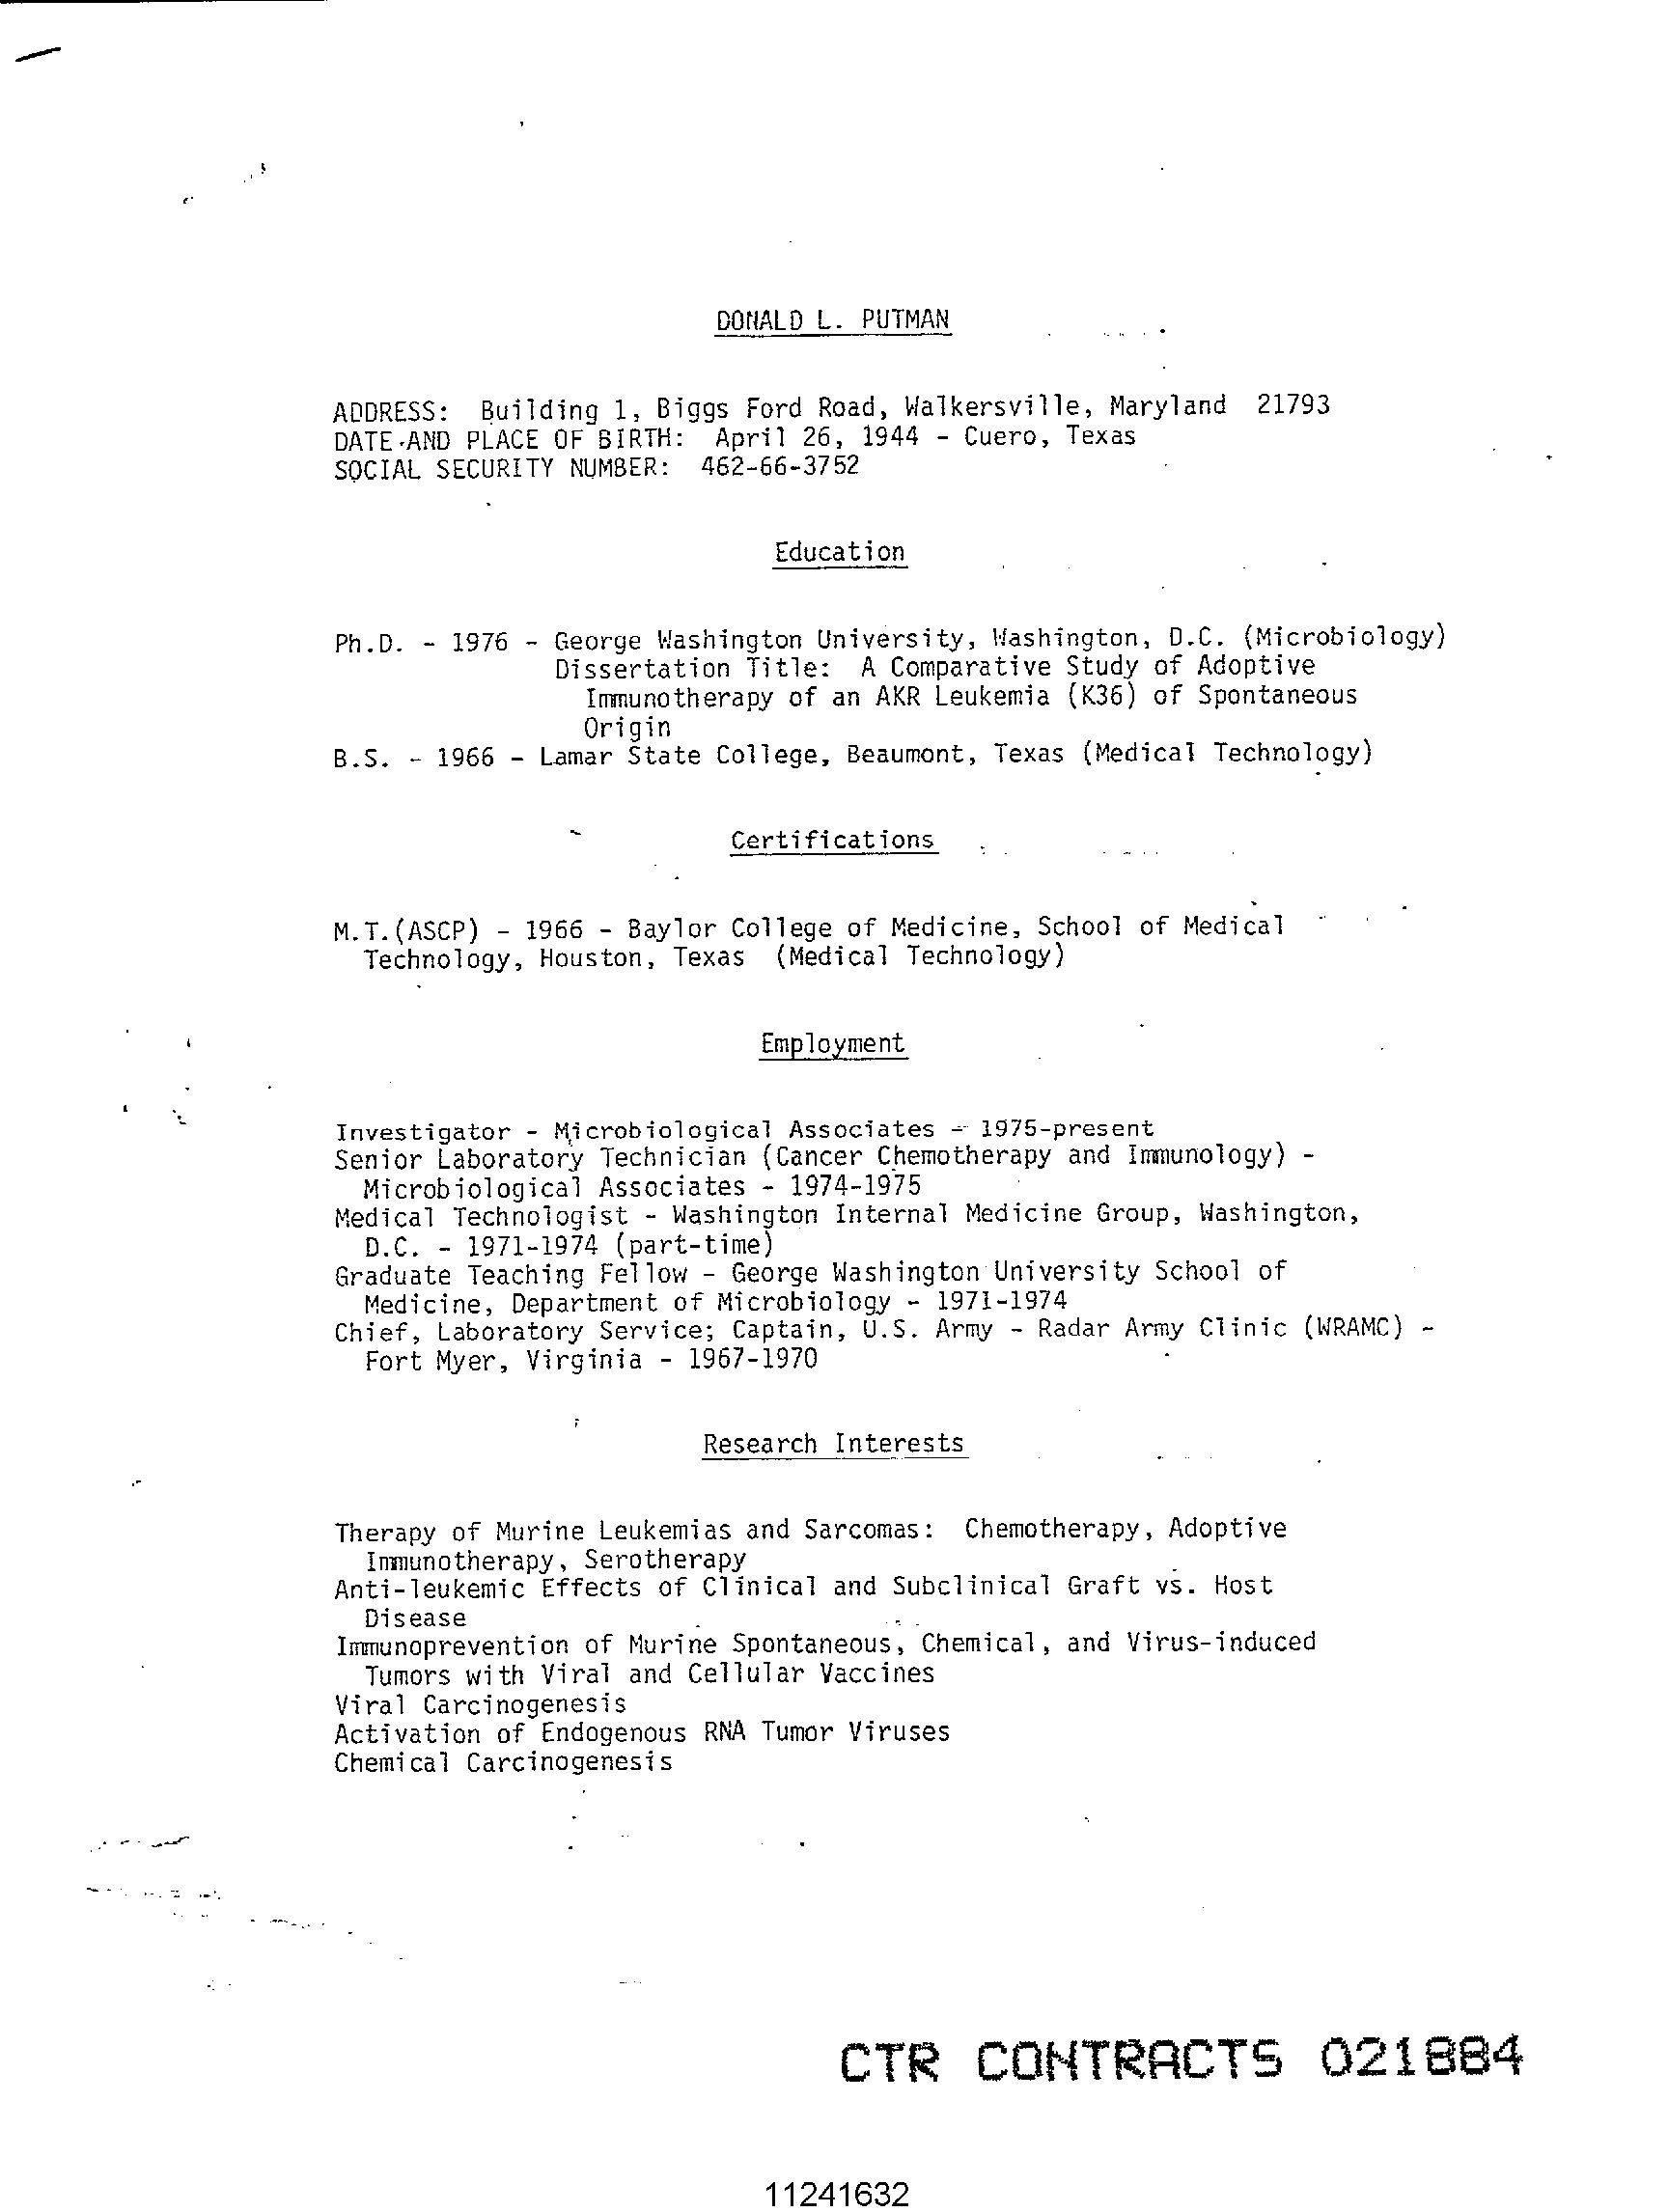 DONALD L. PUTMAN
ADDRESS: Building 1, Biggs Ford Road, Walkersville, Maryland 21793
DATE AND PLACE OF BIRTH: April 26, 1944 - Cuero, Texas
SOCIAL SECURITY NUMBER: 462-66-3752
Education
Ph.D. - 1976 - George Washington University, Washington, D.C. (Microbiology)
Dissertation Title: A Comparative Study of Adoptive
Immunotherapy of an AKR Leukemia (K36) of Spontaneous
Origin
B.S. - 1966 - Lamar State College, Beaumont, Texas (Medical Technology)
Certifications
M.T.(ASCP) - 1966 - Baylor College of Medicine, School of Medical
Technology, Houston, Texas (Medical Technology)
Employment
Investigator - Microbiological Associates - 1975-present
Senior Laboratory Technician (Cancer Chemotherapy and Immunology) -
Microbiological Associates - 1974-1975
Medical Technologist - Washington Internal Medicine Group, Washington,
D.C. - 1971-1974 (part-time)
Graduate Teaching Fellow - George Washington University School of
Medicine, Department of Microbiology - 1971-1974
Chief, Laboratory Service; Captain, U.S. Army - Radar Army Clinic (WRAMC) -
Fort Myer, Virginia - 1967-1970
Research Interests
Therapy of Murine Leukemias and Sarcomas: Chemotherapy, Adoptive
Immunotherapy, Serotherapy
Anti-leukemic Effects of Clinical and Subclinical Graft vs. Host
Disease
Immunoprevention of Murine Spontaneous, Chemical, and Virus-induced
Tumors with Viral and Cellular Vaccines
Viral Carcinogenesis
Activation of Endogenous RNA Tumor Viruses
Chemical Carcinogenesis
CTR CONTRACTS 021884
11241632